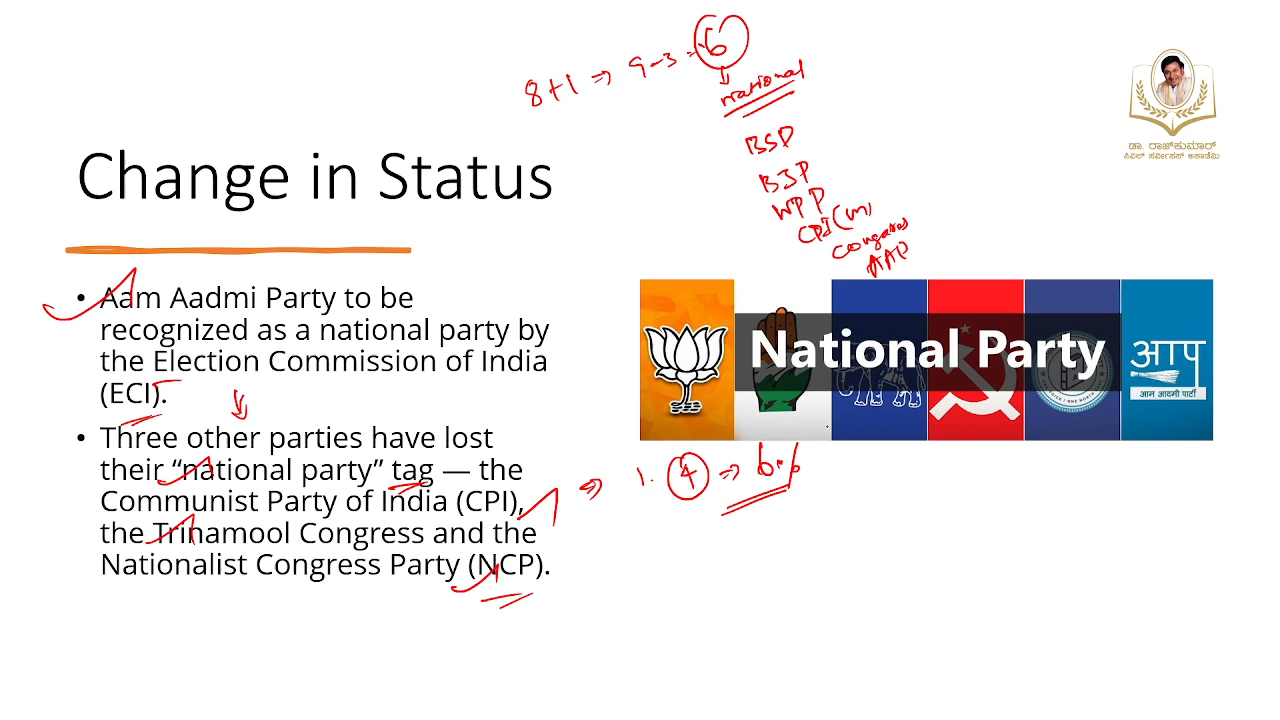 8+1 ⇒ 9-3 = 6
national
BSP
BJP
NPP
CPI(M)
Congress
AAP
ಡಾ. ರಾಜ್‌ಕುಮಾರ್
ಸಿವಿಲ್ ಸರ್ವೀಸಸ್ ಅಕಾಡೆಮಿ
Change in Status
• Aam Aadmi Party to be
recognized as a national party by
the Election Commission of India
(ECI).
• Three other parties have lost
their “national party” tag — the
Communist Party of India (CPI),
the Trinamool Congress and the
Nationalist Congress Party (NCP).
National Party
आप
आम आदमी पार्टी
⇒ 1. 4 ⇒ 6%